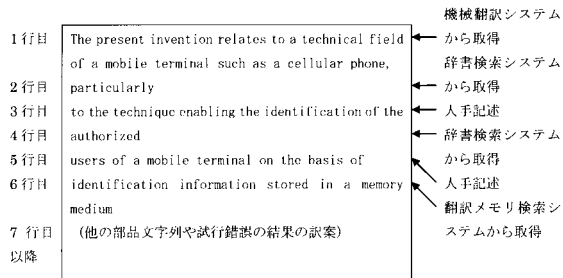 機械翻訳システム
1行目 The present invention relates to a technical field から取得
of a mobile terminal such as a cellular phone, 辞書検索システム
2行目 particularly から取得
3行目 to the technique enabling the identification of the 人手記述
4行目 authorized 辞書検索システム
5行目 users of a mobile terminal on the basis of から取得
6行目 identification information stored in a memory 人手記述
medium 翻訳メモリ検索シ
7行目 (他の部品文字列や試行錯誤の結果の訳案) ステムから取得
以降